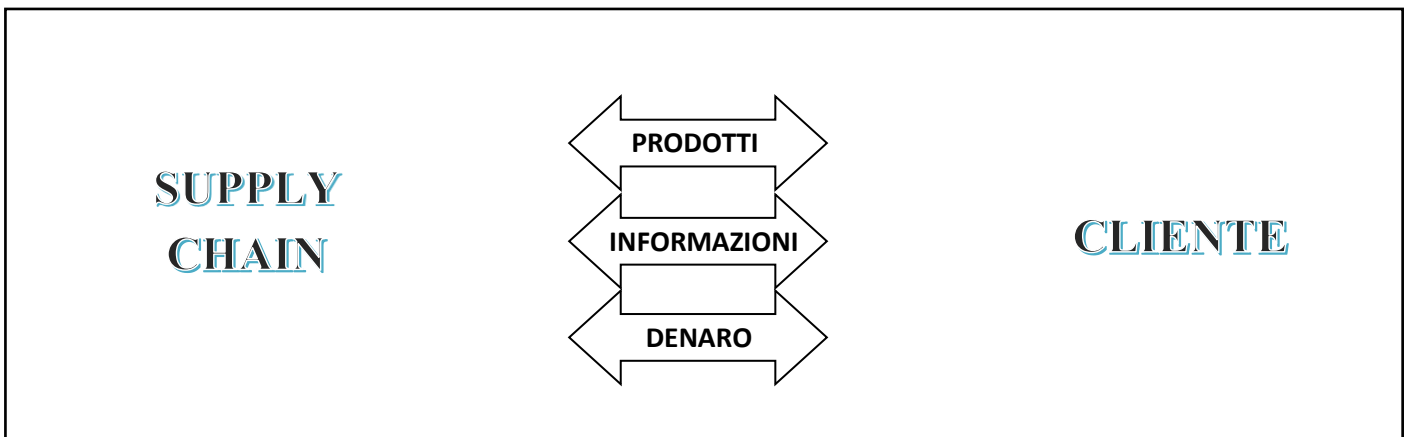 SUPPLY
CHAIN
PRODOTTI
INFORMAZIONI
DENARO
CLIENTE